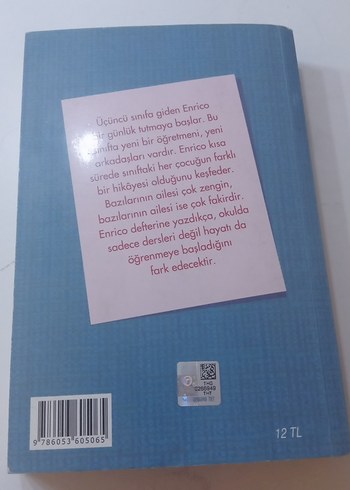 Üçüncü sınıfa giden Enrico
bir günlük tutmaya başlar. Bu
sınıfta yeni bir öğretmeni, yeni
arkadaşları vardır. Enrico kısa
sürede sınıftaki her çocuğun farklı
bir hikâyesi olduğunu keşfeder.
Bazılarının ailesi çok zengin,
bazılarının ailesi ise çok fakirdir.
Enrico defterine yazdıkça, okulda
sadece dersleri değil hayatı da
öğrenmeye başladığını
fark edecektir.
9 786053 605065
12 TL